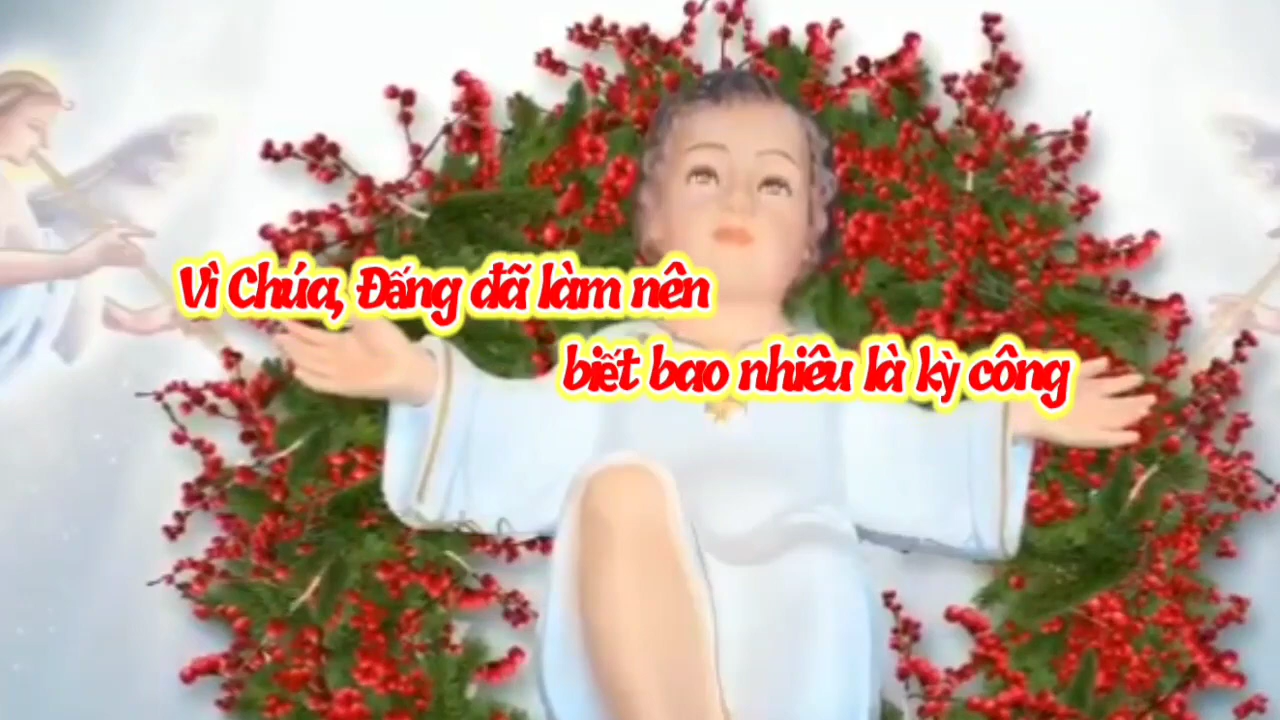 Vì Chúa, Đấng đã làm nên
biết bao nhiêu là kỳ công